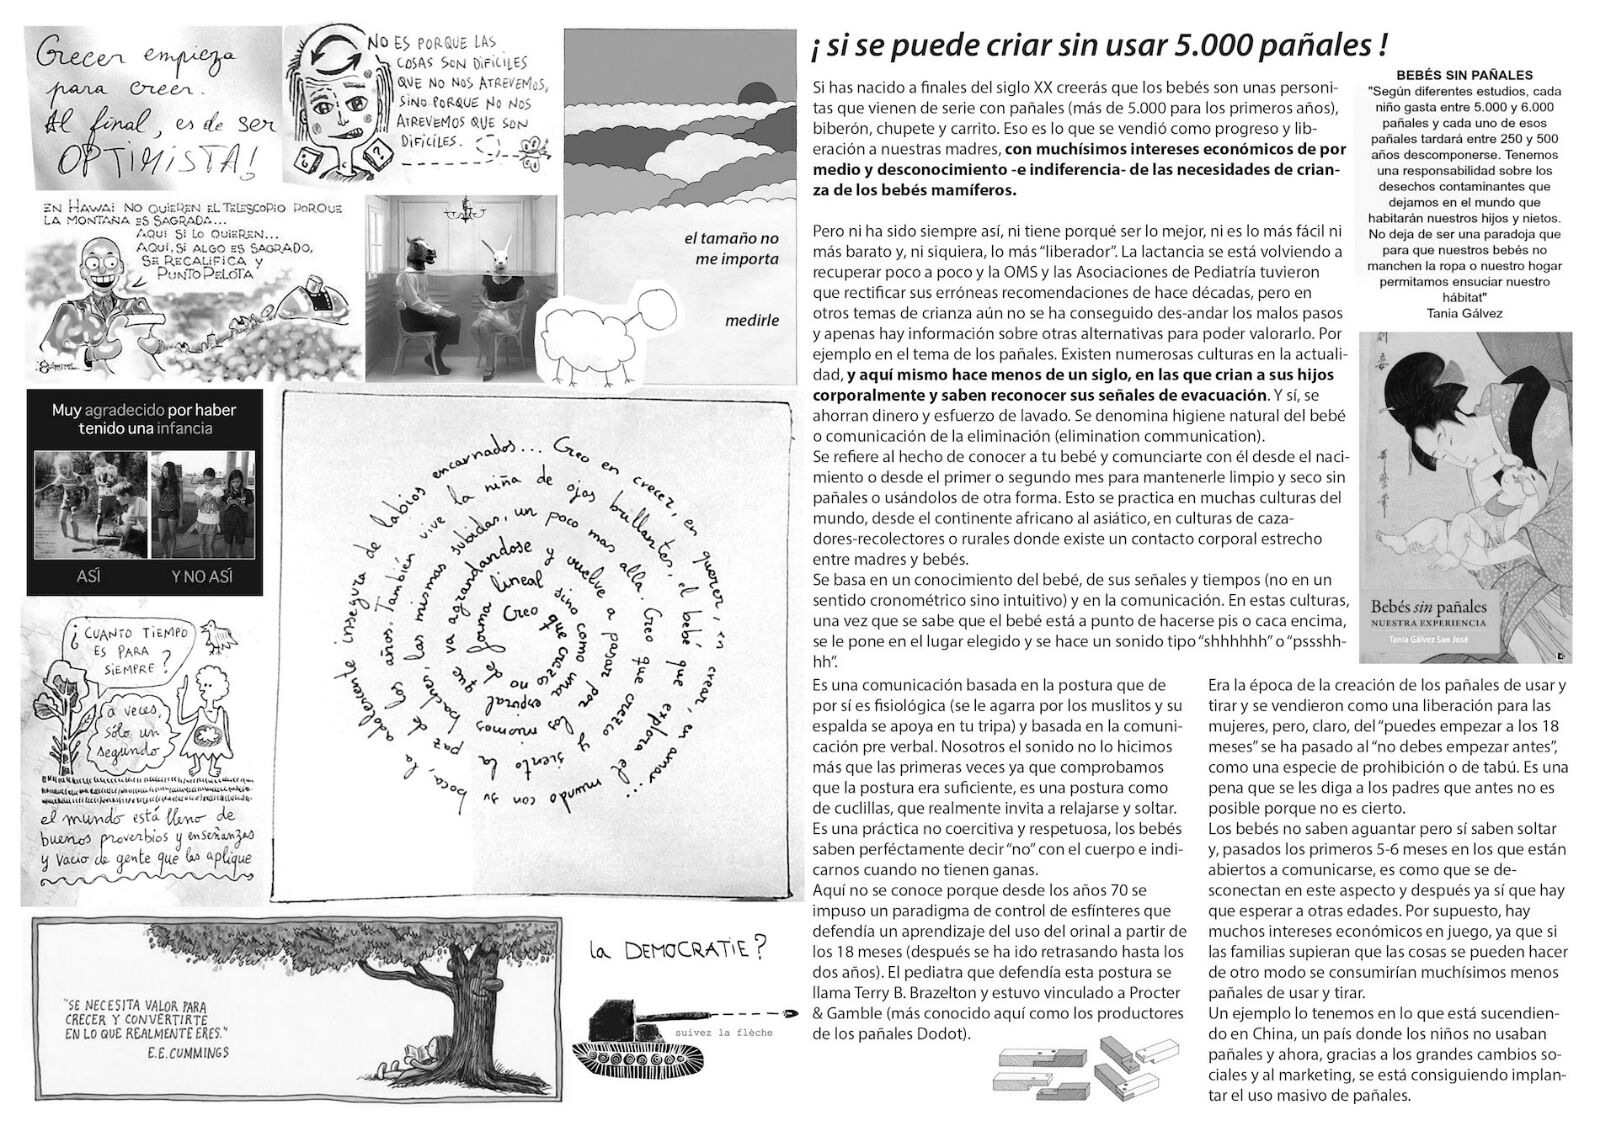 Crecer empieza
para creer.
Al final, es de ser
OPTIMISTA!
NO ES PORQUE LAS
COSAS SON DIFÍCILES
QUE NO NOS ATREVEMOS,
SINO PORQUE NO NOS
ATREVEMOS QUE SON
DIFÍCILES.
EN HAWAI NO QUIEREN EL TELESCOPIO PORQUE
LA MONTAÑA ES SAGRADA...
AQUI SI LO QUIEREN...
AQUI, SI ALGO ES SAGRADO,
SE RECALIFICA Y
PUNTO PELOTA
el tamaño no
me importa
medirle
Muy agradecido por haber
tenido una infancia
ASÍ
Y NO ASÍ
Creo que crezco no de
forma lineal sino como una espiral
que va agrandandose y vuelve a pasar por los mismos
baches, las mismas subidas, un poco mas alla. Creo que crezco y siento la paz de
los años. También vive la niña de ojos brillantes, el bebé que explora el mundo con su boca, la
adolescente insegura de labios encarnados... Creo en crecer, en querer, en crear, en amar...
¿CUANTO TIEMPO
ES PARA
SIEMPRE?
a veces,
sólo un
segundo
el mundo está lleno de
buenos proverbios y enseñanzas
y vacio de gente que las aplique
"SE NECESITA VALOR PARA
CRECER Y CONVERTIRTE
EN LO QUE REALMENTE ERES."
E.E.CUMMINGS
la DEMOCRATIE?
suivez la flèche
¡ si se puede criar sin usar 5.000 pañales !
Si has nacido a finales del siglo XX creerás que los bebés son unas personi-
tas que vienen de serie con pañales (más de 5.000 para los primeros años),
biberón, chupete y carrito. Eso es lo que se vendió como progreso y lib-
eración a nuestras madres, con muchísimos intereses económicos de por
medio y desconocimiento -e indiferencia- de las necesidades de crian-
za de los bebés mamíferos.
Pero ni ha sido siempre así, ni tiene porqué ser lo mejor, ni es lo más fácil ni
más barato y, ni siquiera, lo más "liberador". La lactancia se está volviendo a
recuperar poco a poco y la OMS y las Asociaciones de Pediatría tuvieron
que rectificar sus erróneas recomendaciones de hace décadas, pero en
otros temas de crianza aún no se ha conseguido des-andar los malos pasos
y apenas hay información sobre otras alternativas para poder valorarlo. Por
ejemplo en el tema de los pañales. Existen numerosas culturas en la actuali-
dad, y aquí mismo hace menos de un siglo, en las que crian a sus hijos
corporalmente y saben reconocer sus señales de evacuación. Y sí, se
ahorran dinero y esfuerzo de lavado. Se denomina higiene natural del bebé
o comunicación de la eliminación (elimination communication).
Se refiere al hecho de conocer a tu bebé y comunciarte con él desde el naci-
miento o desde el primer o segundo mes para mantenerle limpio y seco sin
pañales o usándolos de otra forma. Esto se practica en muchas culturas del
mundo, desde el continente africano al asiático, en culturas de caza-
dores-recolectores o rurales donde existe un contacto corporal estrecho
entre madres y bebés.
Se basa en un conocimiento del bebé, de sus señales y tiempos (no en un
sentido cronométrico sino intuitivo) y en la comunicación. En estas culturas,
una vez que se sabe que el bebé está a punto de hacerse pis o caca encima,
se le pone en el lugar elegido y se hace un sonido tipo "shhhhhh" o "pssshh-
hh".
Es una comunicación basada en la postura que de
por sí es fisiológica (se le agarra por los muslitos y su
espalda se apoya en tu tripa) y basada en la comuni-
cación pre verbal. Nosotros el sonido no lo hicimos
más que las primeras veces ya que comprobamos
que la postura era suficiente, es una postura como
de cuclillas, que realmente invita a relajarse y soltar.
Es una práctica no coercitiva y respetuosa, los bebés
saben perféctamente decir "no" con el cuerpo e indi-
carnos cuando no tienen ganas.
Aquí no se conoce porque desde los años 70 se
impuso un paradigma de control de esfínteres que
defendía un aprendizaje del uso del orinal a partir de
los 18 meses (después se ha ido retrasando hasta los
dos años). El pediatra que defendía esta postura se
llama Terry B. Brazelton y estuvo vinculado a Procter
& Gamble (más conocido aquí como los productores
de los pañales Dodot).
BEBÉS SIN PAÑALES
"Según diferentes estudios, cada
niño gasta entre 5.000 y 6.000
pañales y cada uno de esos
pañales tardará entre 250 y 500
años descomponerse. Tenemos
una responsabilidad sobre los
desechos contaminantes que
dejamos en el mundo que
habitarán nuestros hijos y nietos.
No deja de ser una paradoja que
para que nuestros bebés no
manchen la ropa o nuestro hogar
permitamos ensuciar nuestro
hábitat"
Tania Gálvez
Bebés sin pañales
NUESTRA EXPERIENCIA
Tania Gálvez San José
Era la época de la creación de los pañales de usar y
tirar y se vendieron como una liberación para las
mujeres, pero, claro, del "puedes empezar a los 18
meses" se ha pasado al "no debes empezar antes",
como una especie de prohibición o de tabú. Es una
pena que se les diga a los padres que antes no es
posible porque no es cierto.
Los bebés no saben aguantar pero sí saben soltar
y, pasados los primeros 5-6 meses en los que están
abiertos a comunicarse, es como que se de-
sconectan en este aspecto y después ya sí que hay
que esperar a otras edades. Por supuesto, hay
muchos intereses económicos en juego, ya que si
las familias supieran que las cosas se pueden hacer
de otro modo se consumirían muchísimos menos
pañales de usar y tirar.
Un ejemplo lo tenemos en lo que está sucendien-
do en China, un país donde los niños no usaban
pañales y ahora, gracias a los grandes cambios so-
ciales y al marketing, se está consiguiendo implan-
tar el uso masivo de pañales.